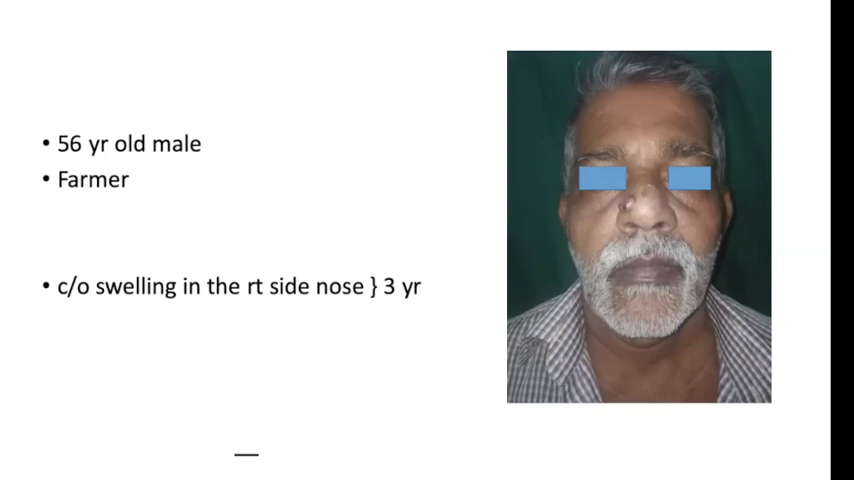 • 56 yr old male
• Farmer
• c/o swelling in the rt side nose } 3 yr